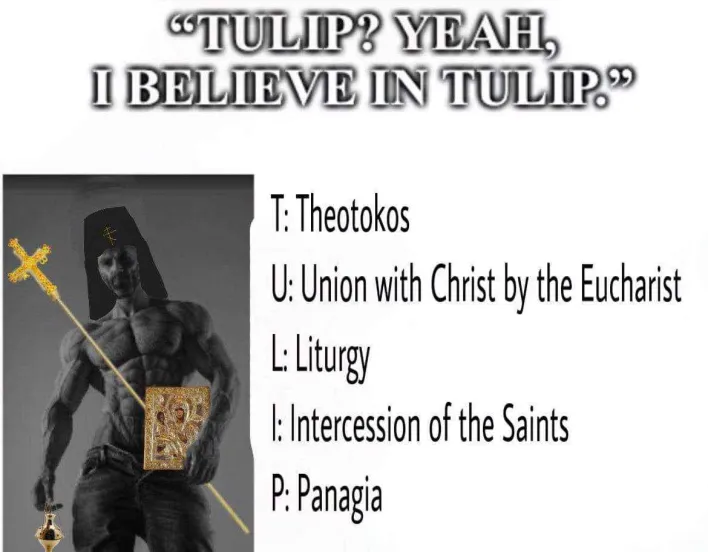 “TULIP? YEAH,
I BELIEVE IN TULIP.”
T: Theotokos
U: Union with Christ by the Eucharist
L: Liturgy
I: Intercession of the Saints
P: Panagia